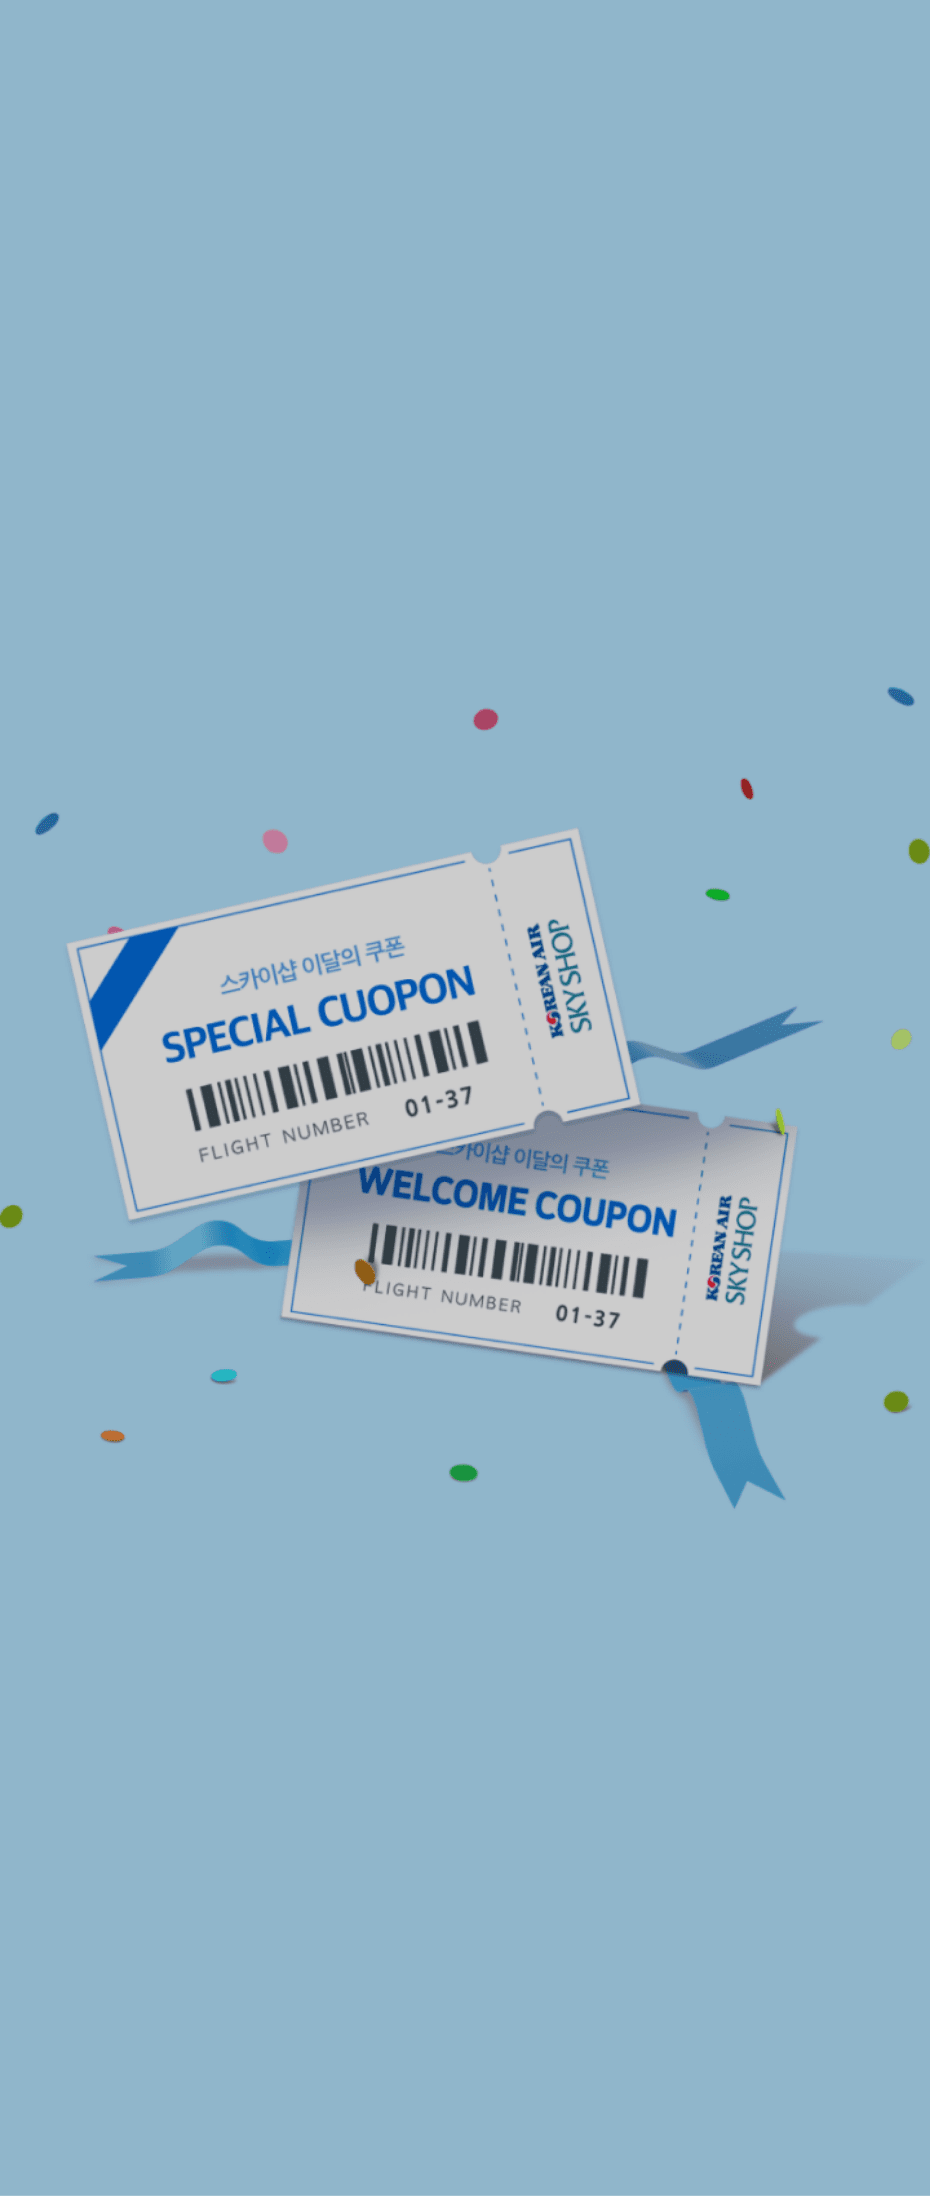 스카이샵 이달의 쿠폰
SPECIAL CUOPON
FLIGHT NUMBER 01-37
KOREAN AIR
SKYSHOP
스카이샵 이달의 쿠폰
WELCOME COUPON
FLIGHT NUMBER 01-37
KOREAN AIR
SKYSHOP